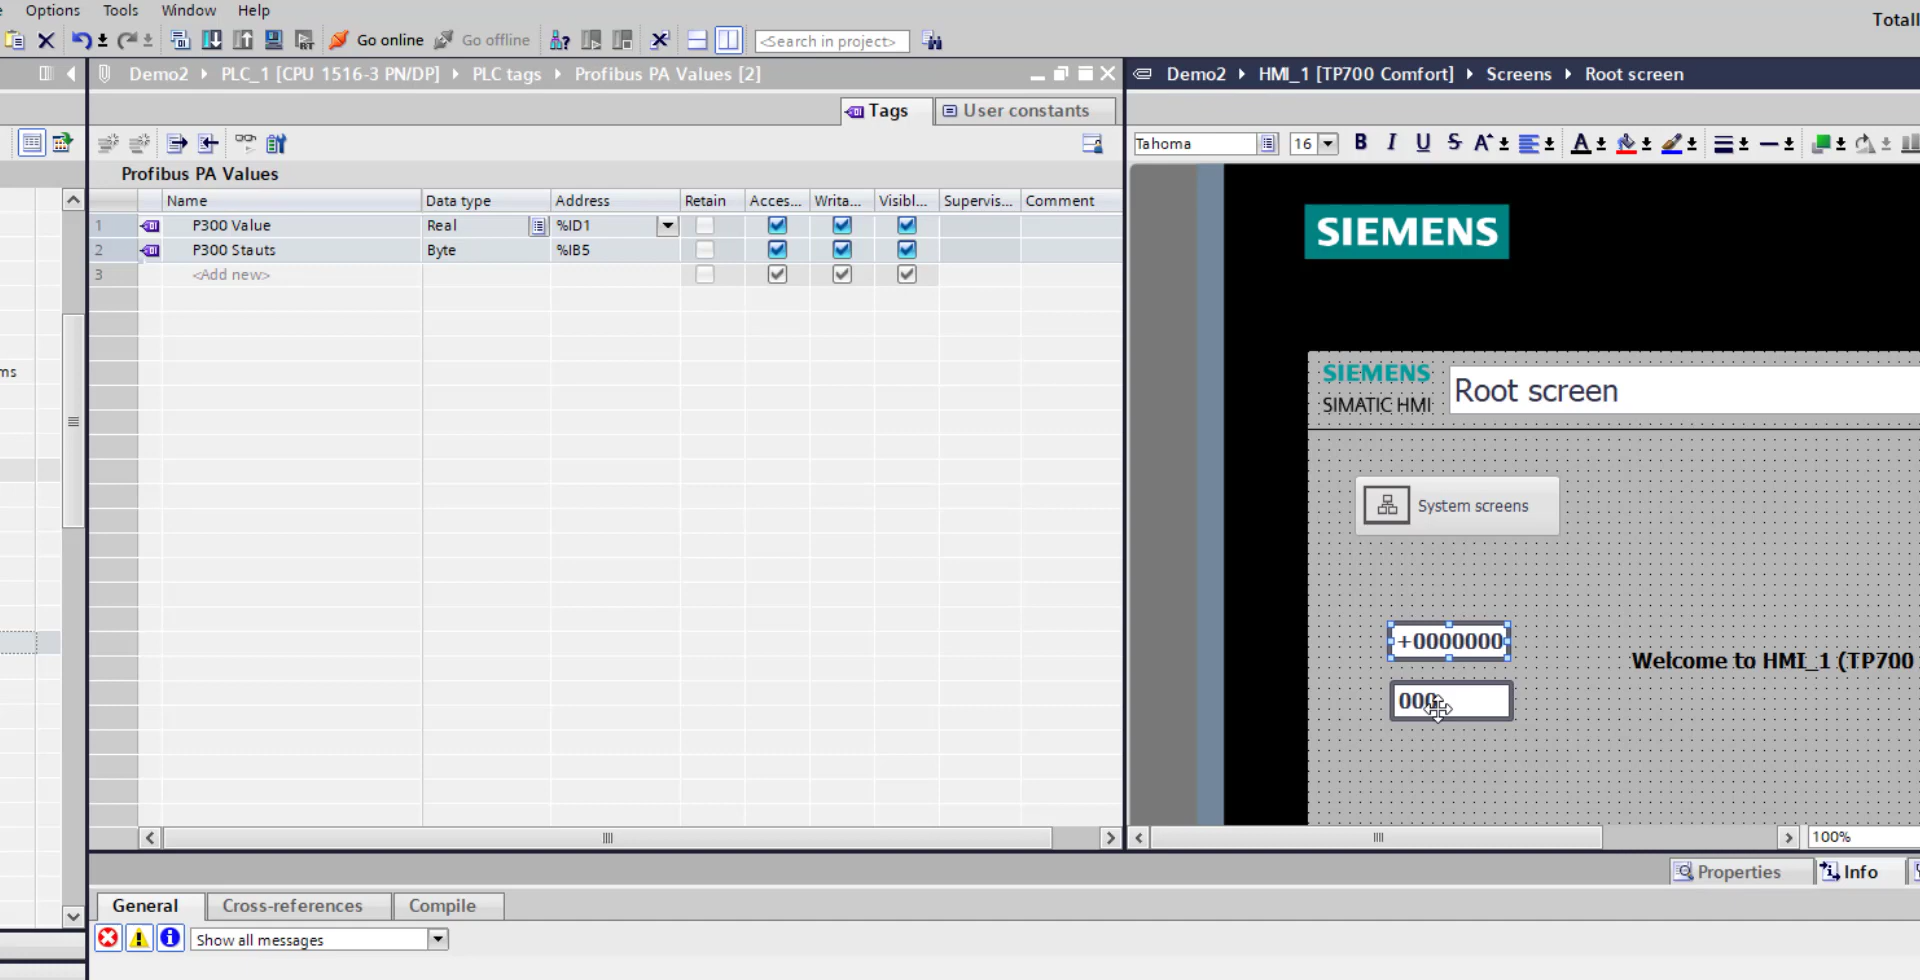 Options Tools Window Help
Totall
Go online Go offline <Search in project>
Demo2 PLC_1 [CPU 1516-3 PN/DP] PLC tags Profibus PA Values [2]
Demo2 HMI_1 [TP700 Comfort] Screens Root screen
Tags User constants
Tahoma 16 B I U S A A
Profibus PA Values
Name Data type Address Retain Acces... Writa... Visibl... Supervis... Comment
1 P300 Value Real %ID1
2 P300 Stauts Byte %IB5
3 <Add new>
ms
SIEMENS
SIEMENS
SIMATIC HMI
Root screen
System screens
+0000000
000
Welcome to HMI_1 (TP700
100%
Properties Info
General Cross-references Compile
Show all messages